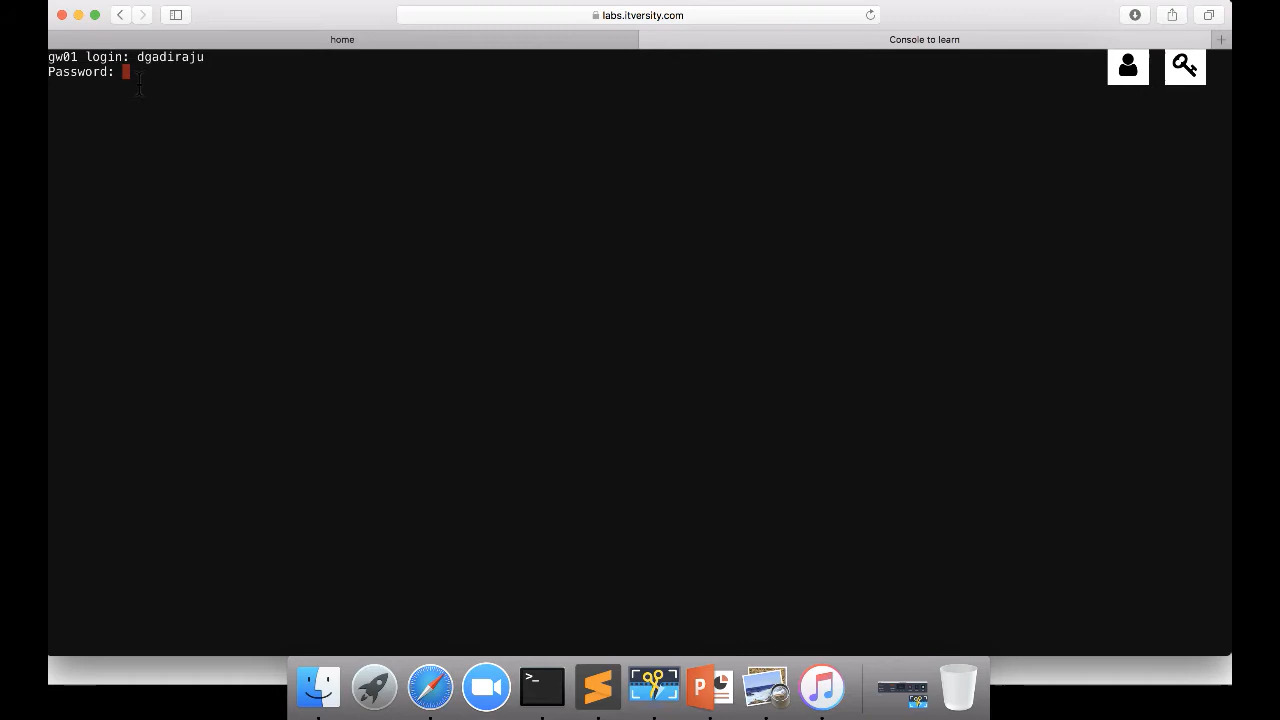 labs.itversity.com
home
Console to learn
gw01 login: dgadiraju
Password:
>_
P